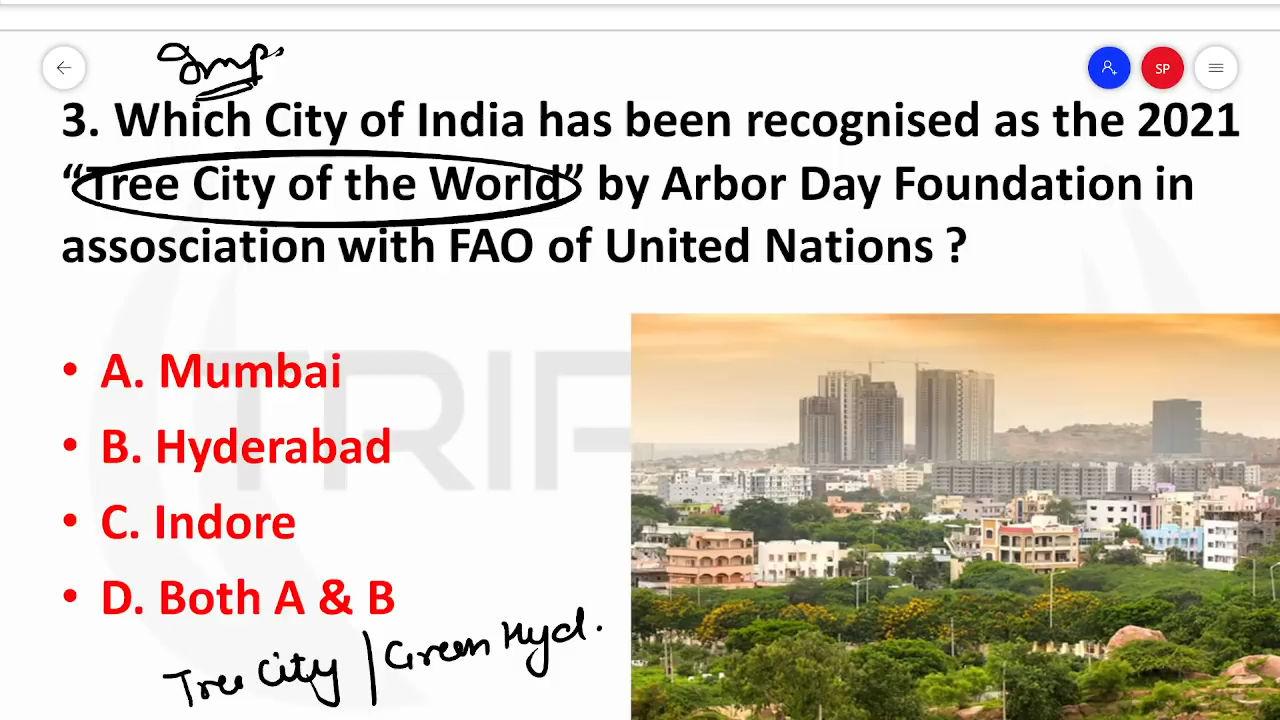 Imp.
SP
3. Which City of India has been recognised as the 2021
“Tree City of the World” by Arbor Day Foundation in
assosciation with FAO of United Nations ?
• A. Mumbai
• B. Hyderabad
• C. Indore
• D. Both A & B
Tree City | Green Hyd.